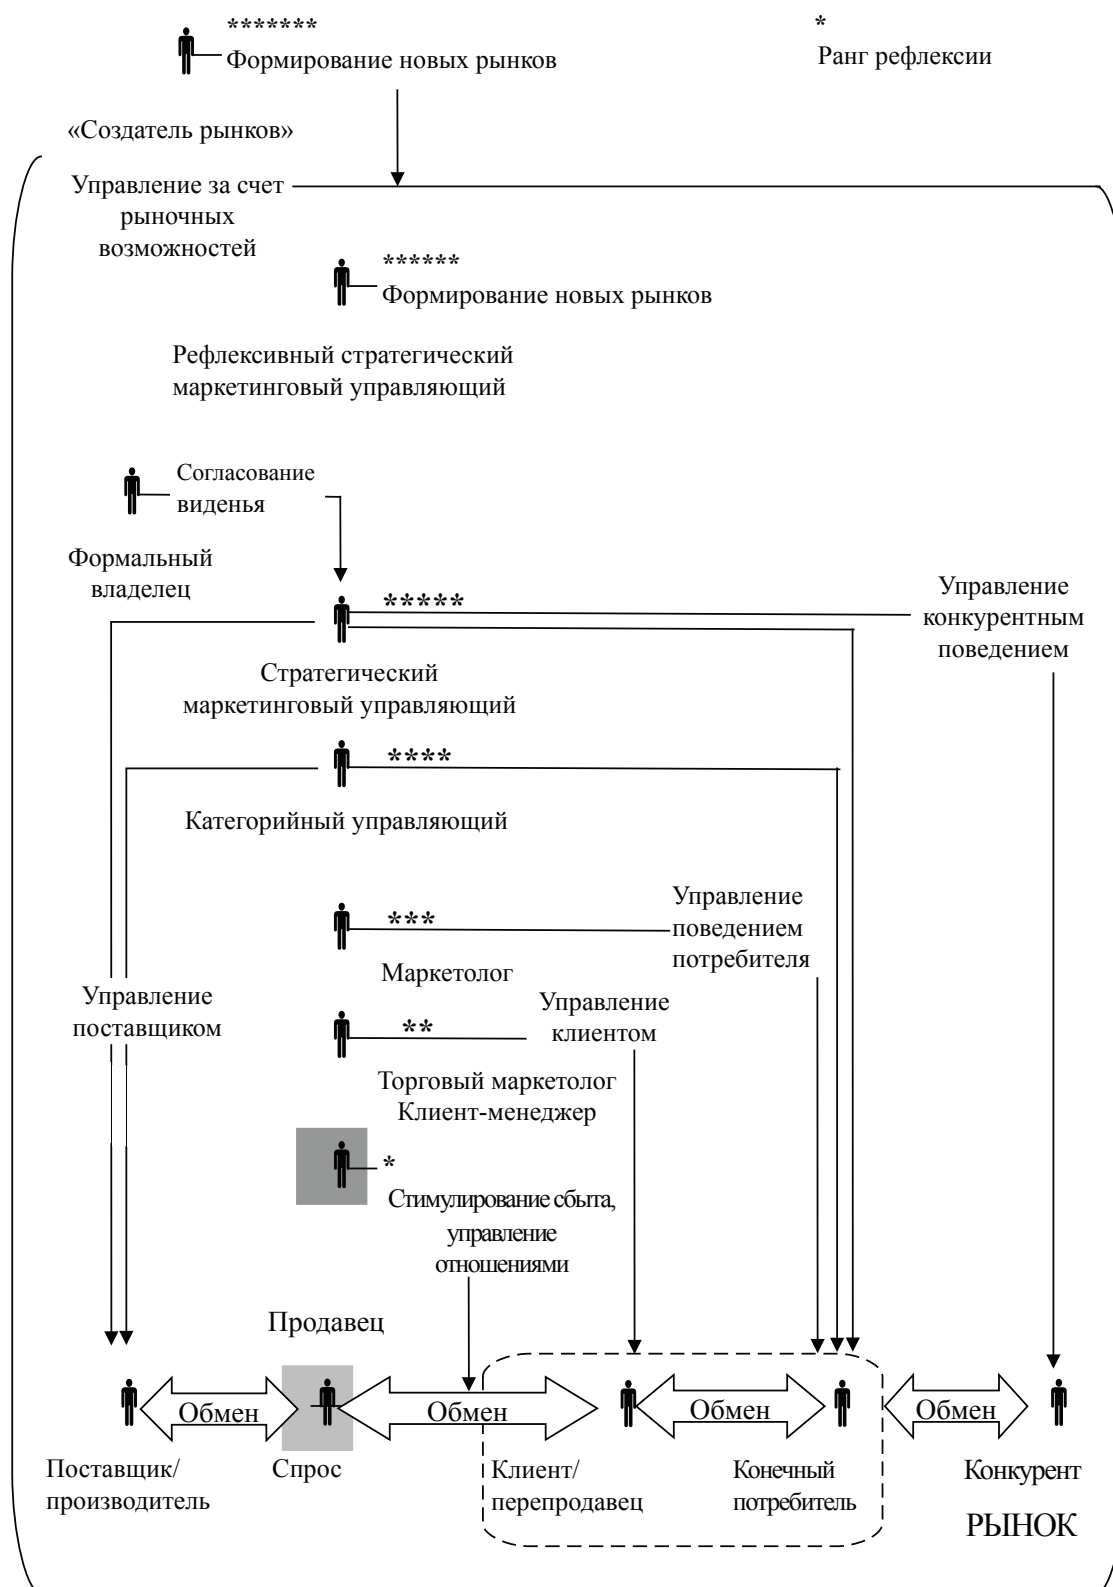 *******
Формирование новых рынков
*
Ранг рефлексии
«Создатель рынков»
Управление за счет
рыночных
возможностей
******
Формирование новых рынков
Рефлексивный стратегический
маркетинговый управляющий
Согласование
виденья
Формальный
владелец
*****
Управление
конкурентным
поведением
Стратегический
маркетинговый управляющий
****
Категорийный управляющий
***
Управление
поведением
потребителя
Маркетолог
Управление
поставщиком
**
Управление
клиентом
Торговый маркетолог
Клиент-менеджер
*
Стимулирование сбыта,
управление
отношениями
Продавец
Обмен
Обмен
Обмен
Обмен
Поставщик/
производитель
Спрос
Клиент/
перепродавец
Конечный
потребитель
Конкурент
РЫНОК